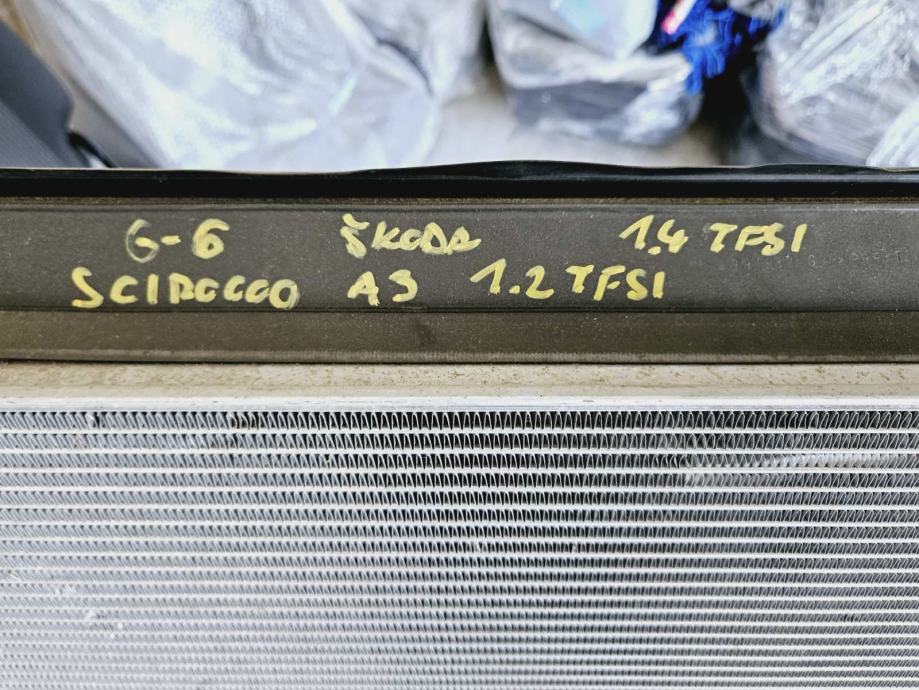 G-6 ŠKODA 1.4 TFSI
SCIROCCO A3 1.2 TFSI